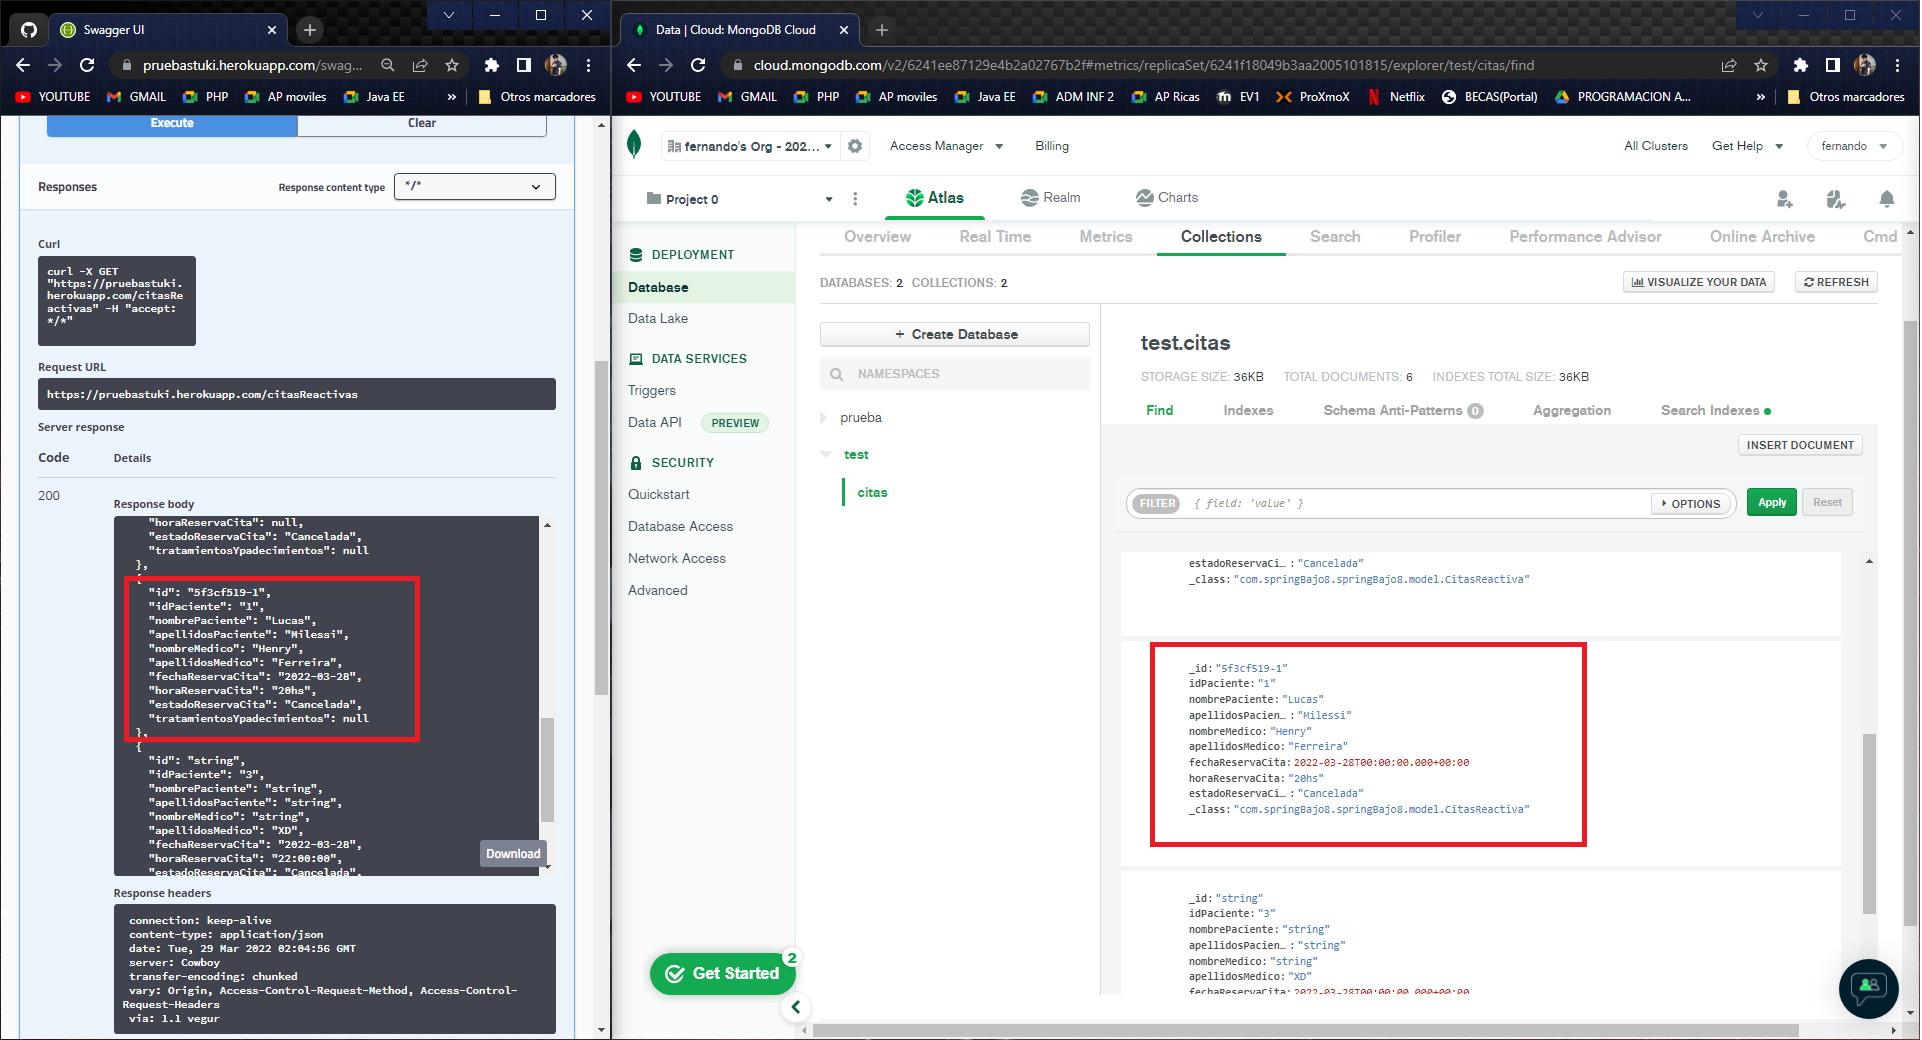 Swagger UI
pruebastuki.herokuapp.com/swag...
YOUTUBE
GMAIL
PHP
AP moviles
Java EE
»
Otros marcadores
Execute
Clear
Responses
Response content type
*/*
Curl
curl -X GET
"https://pruebastuki.
herokuapp.com/citasRe
activas" -H "accept:
*/*"
Request URL
https://pruebastuki.herokuapp.com/citasReactivas
Server response
Code
Details
200
Response body
"horaReservaCita": null,
"estadoReservaCita": "Cancelada",
"tratamientosYpadecimientos": null
},
{
"id": "5f3cf519-1",
"idPaciente": "1",
"nombrePaciente": "Lucas",
"apellidosPaciente": "Milessi",
"nombreMedico": "Henry",
"apellidosMedico": "Ferreira",
"fechaReservaCita": "2022-03-28",
"horaReservaCita": "20hs",
"estadoReservaCita": "Cancelada",
"tratamientosYpadecimientos": null
},
{
"id": "string",
"idPaciente": "3",
"nombrePaciente": "string",
"apellidosPaciente": "string",
"nombreMedico": "string",
"apellidosMedico": "XD",
"fechaReservaCita": "2022-03-28",
"horaReservaCita": "22:00:00",
"estadoReservaCita": "Cancelada",
Download
Response headers
connection: keep-alive
content-type: application/json
date: Tue, 29 Mar 2022 02:04:56 GMT
server: Cowboy
transfer-encoding: chunked
vary: Origin, Access-Control-Request-Method, Access-Control-
Request-Headers
via: 1.1 vegur
Data | Cloud: MongoDB Cloud
cloud.mongodb.com/v2/6241ee87129e4b2a02767b2f#metrics/replicaSet/6241f18049b3aa2005101815/explorer/test/citas/find
YOUTUBE
GMAIL
PHP
AP moviles
Java EE
ADM INF 2
AP Ricas
EV1
ProXmoX
Netflix
BECAS(Portal)
PROGRAMACION A...
»
Otros marcadores
fernando's Org - 202...
Access Manager
Billing
All Clusters
Get Help
fernando
Project 0
Atlas
Realm
Charts
DEPLOYMENT
Database
Data Lake
DATA SERVICES
Triggers
Data API
PREVIEW
SECURITY
Quickstart
Database Access
Network Access
Advanced
Get Started
2
Overview
Real Time
Metrics
Collections
Search
Profiler
Performance Advisor
Online Archive
Cmd
DATABASES: 2 COLLECTIONS: 2
VISUALIZE YOUR DATA
REFRESH
+ Create Database
NAMESPACES
prueba
test
citas
test.citas
STORAGE SIZE: 36KB
TOTAL DOCUMENTS: 6
INDEXES TOTAL SIZE: 36KB
Find
Indexes
Schema Anti-Patterns 0
Aggregation
Search Indexes
INSERT DOCUMENT
FILTER
{ field: 'value' }
OPTIONS
Apply
Reset
estadoReservaCi… : "Cancelada"
_class: "com.springBajo8.springBajo8.model.CitasReactiva"
_id: "5f3cf519-1"
idPaciente: "1"
nombrePaciente: "Lucas"
apellidosPacien… : "Milessi"
nombreMedico: "Henry"
apellidosMedico: "Ferreira"
fechaReservaCita: 2022-03-28T00:00:00.000+00:00
horaReservaCita: "20hs"
estadoReservaCi… : "Cancelada"
_class: "com.springBajo8.springBajo8.model.CitasReactiva"
_id: "string"
idPaciente: "3"
nombrePaciente: "string"
apellidosPacien… : "string"
nombreMedico: "string"
apellidosMedico: "XD"
fechaReservaCita: 2022-03-28T00:00:00.000+00:00